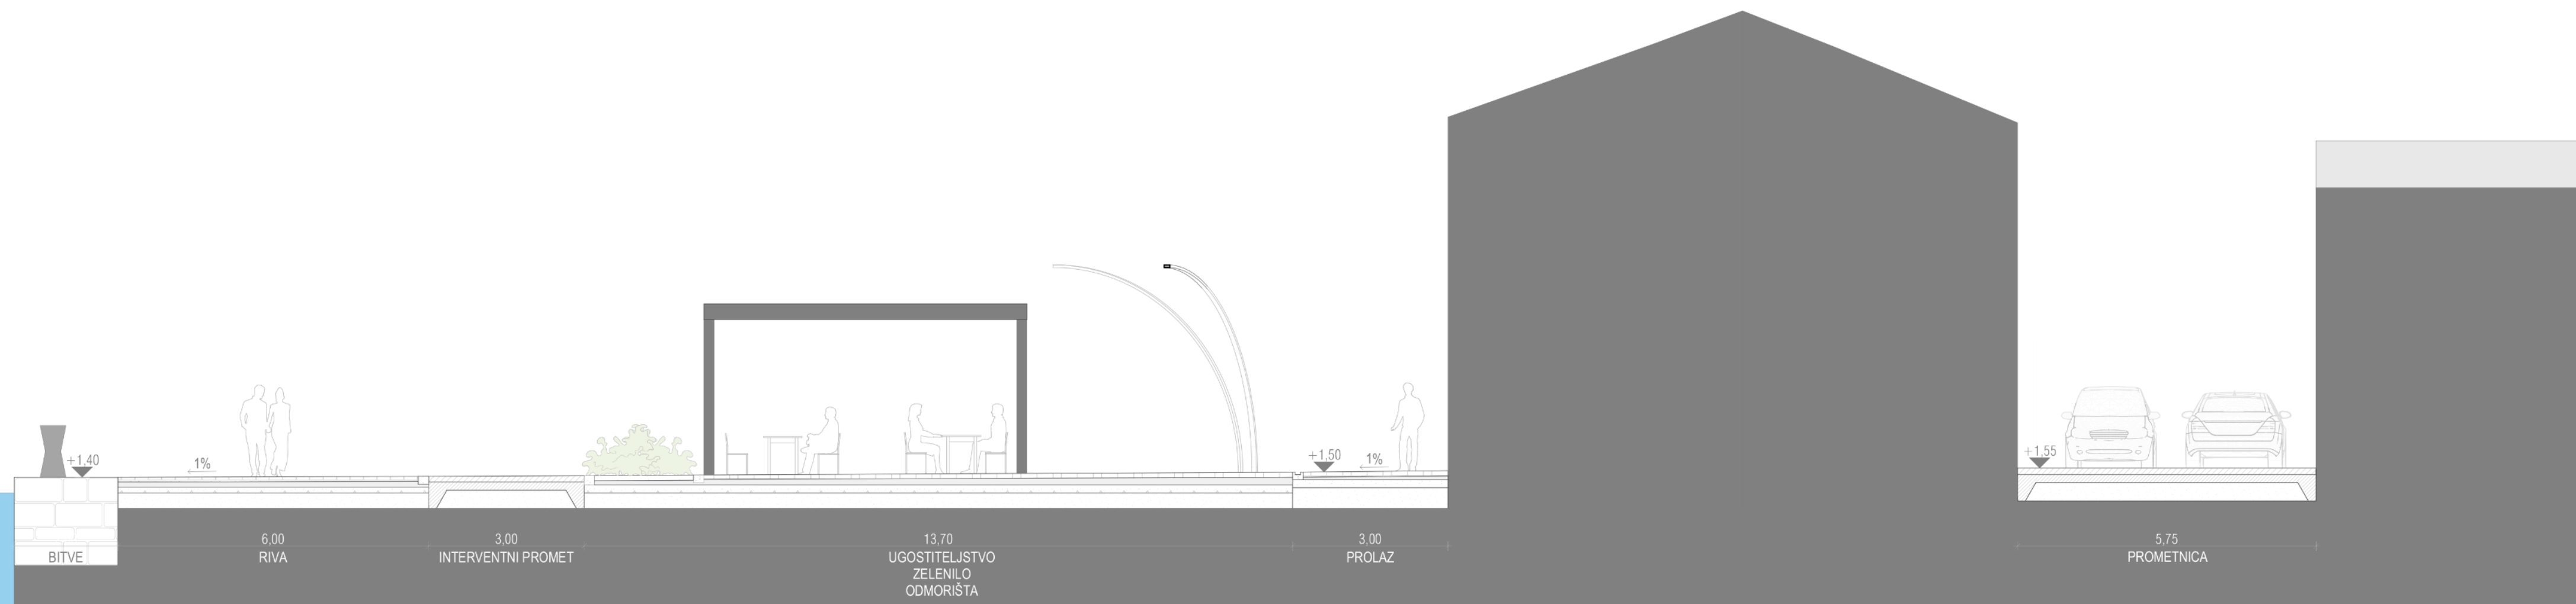 +1,40
1%
+1,50
1%
+1,55
6,00
3,00
13,70
3,00
5,75
BITVE
RIVA
INTERVENTNI PROMET
UGOSTITELJSTVO
ZELENILO
ODMORIŠTA
PROLAZ
PROMETNICA